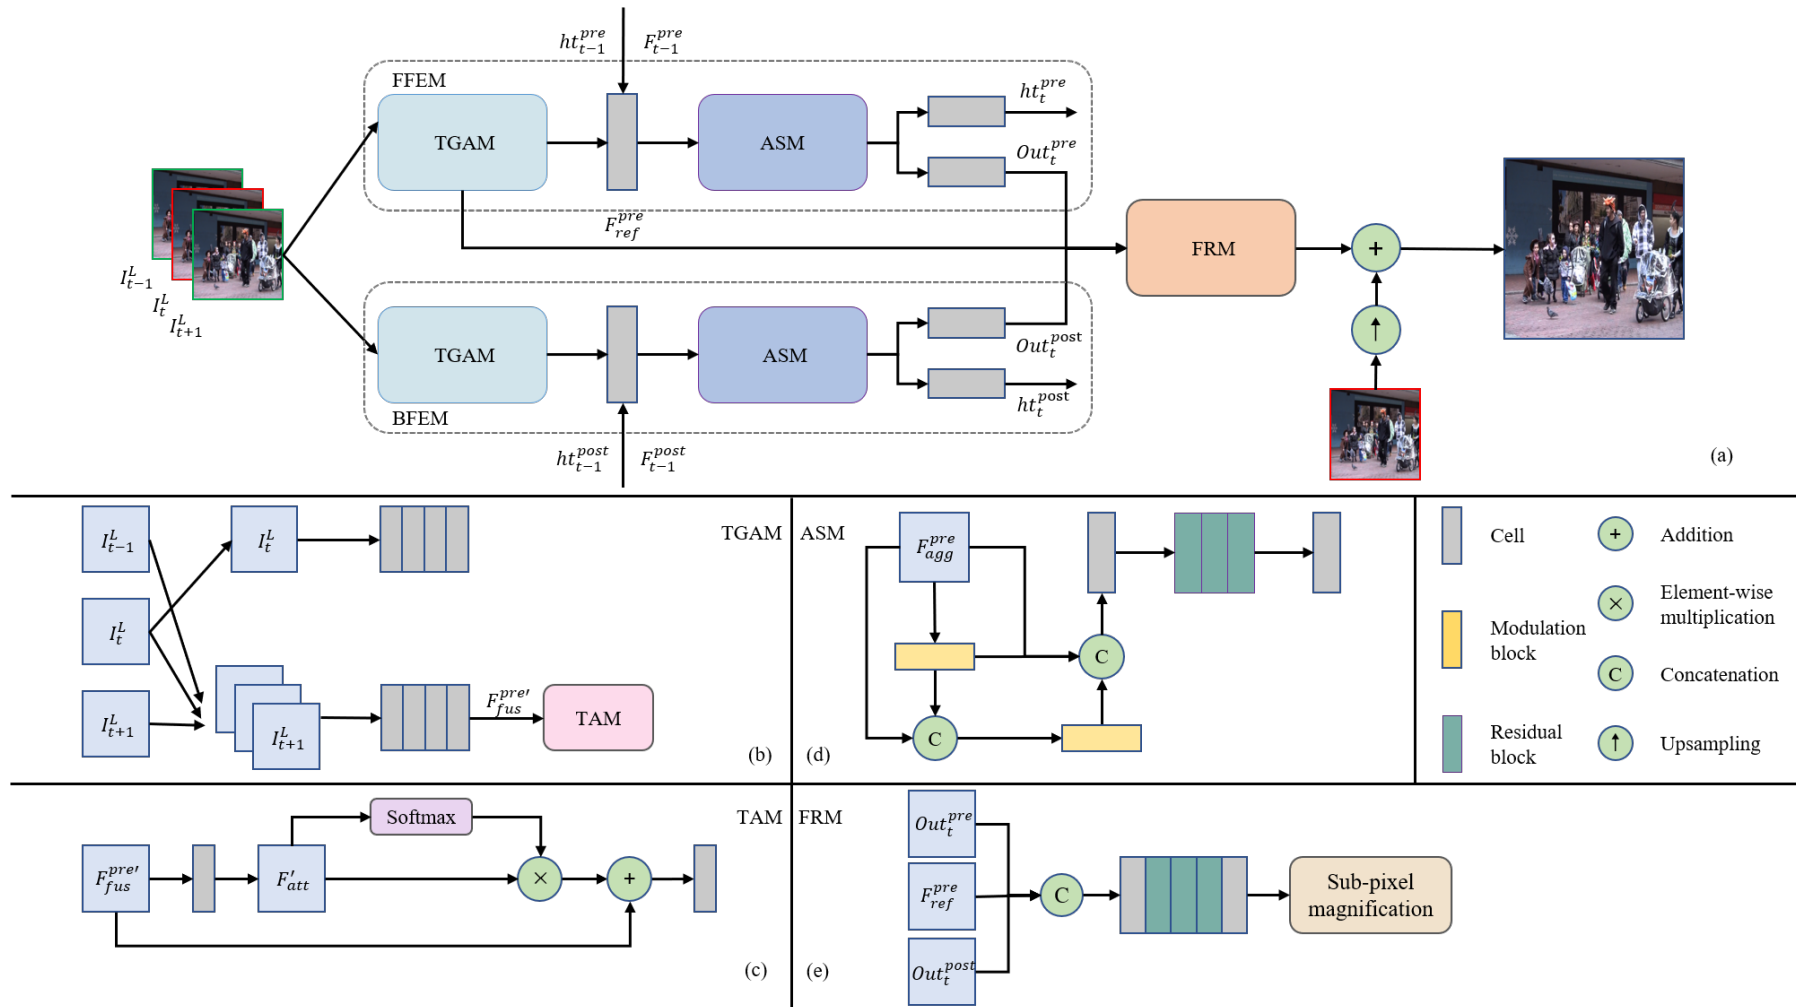 ht_{t-1}^{pre} F_{t-1}^{pre}
FFEM
TGAM
ASM
ht_t^{pre}
Out_t^{pre}
F_{ref}^{pre}
I_{t-1}^L
I_t^L
I_{t+1}^L
FRM
+
↑
TGAM
ASM
Out_t^{post}
ht_t^{post}
BFEM
ht_{t-1}^{post} F_{t-1}^{post}
(a)
I_{t-1}^L
I_t^L
TGAM
I_t^L
I_{t+1}^L
I_{t+1}^L
F_{fus}^{pre'}
TAM
(b)
ASM
F_{agg}^{pre}
C
C
(d)
Cell
+
Addition
Modulation
block
×
Element-wise
multiplication
C
Concatenation
Residual
block
↑
Upsampling
Softmax
TAM
F_{fus}^{pre'}
F'_{att}
×
+
(c)
FRM
Out_t^{pre}
F_{ref}^{pre}
Out_t^{post}
C
Sub-pixel
magnification
(e)